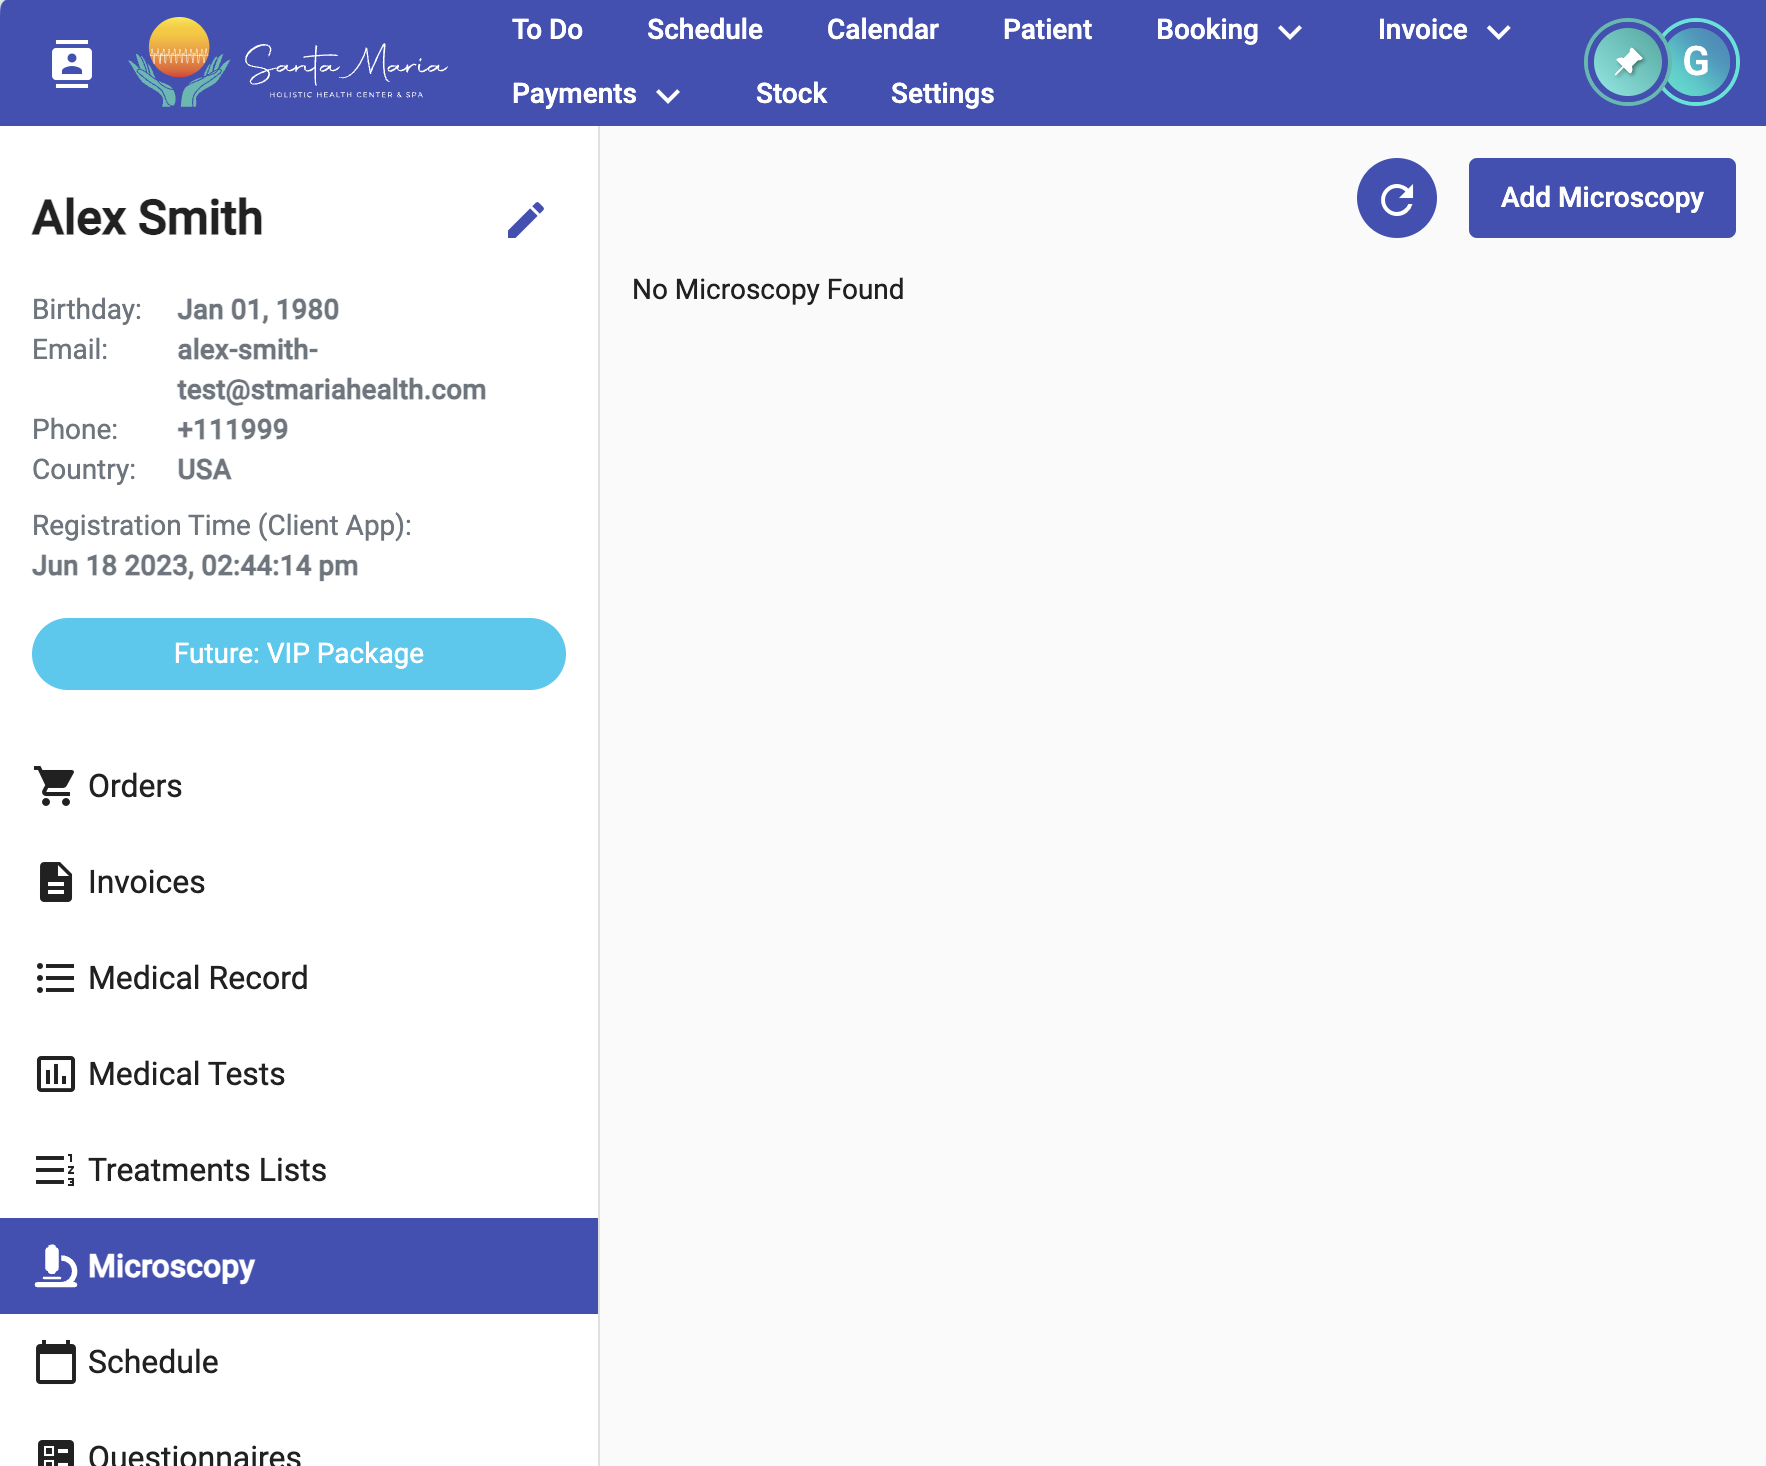 To Do Schedule Calendar Patient Booking Invoice
Santa Maria
HOLISTIC HEALTH CENTER & SPA
Payments Stock Settings
G
Alex Smith
Birthday: Jan 01, 1980
Email: alex-smith-
test@stmariahealth.com
Phone: +111999
Country: USA
Registration Time (Client App):
Jun 18 2023, 02:44:14 pm
Future: VIP Package
Orders
Invoices
Medical Record
Medical Tests
Treatments Lists
Microscopy
Schedule
Questionnaires
Add Microscopy
No Microscopy Found